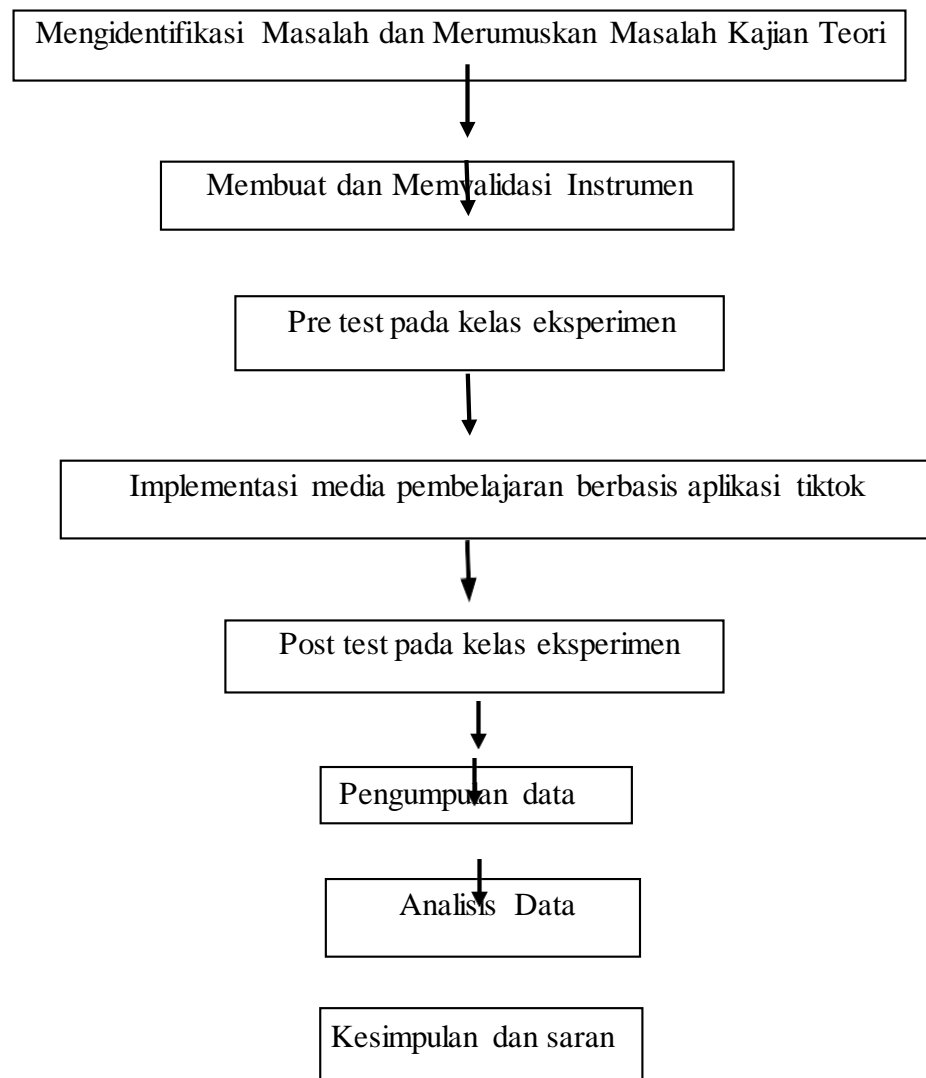 Mengidentifikasi Masalah dan Merumuskan Masalah Kajian Teori
Membuat dan Memvalidasi Instrumen
Pre test pada kelas eksperimen
Implementasi media pembelajaran berbasis aplikasi tiktok
Post test pada kelas eksperimen
Pengumpulan data
Analisis Data
Kesimpulan dan saran